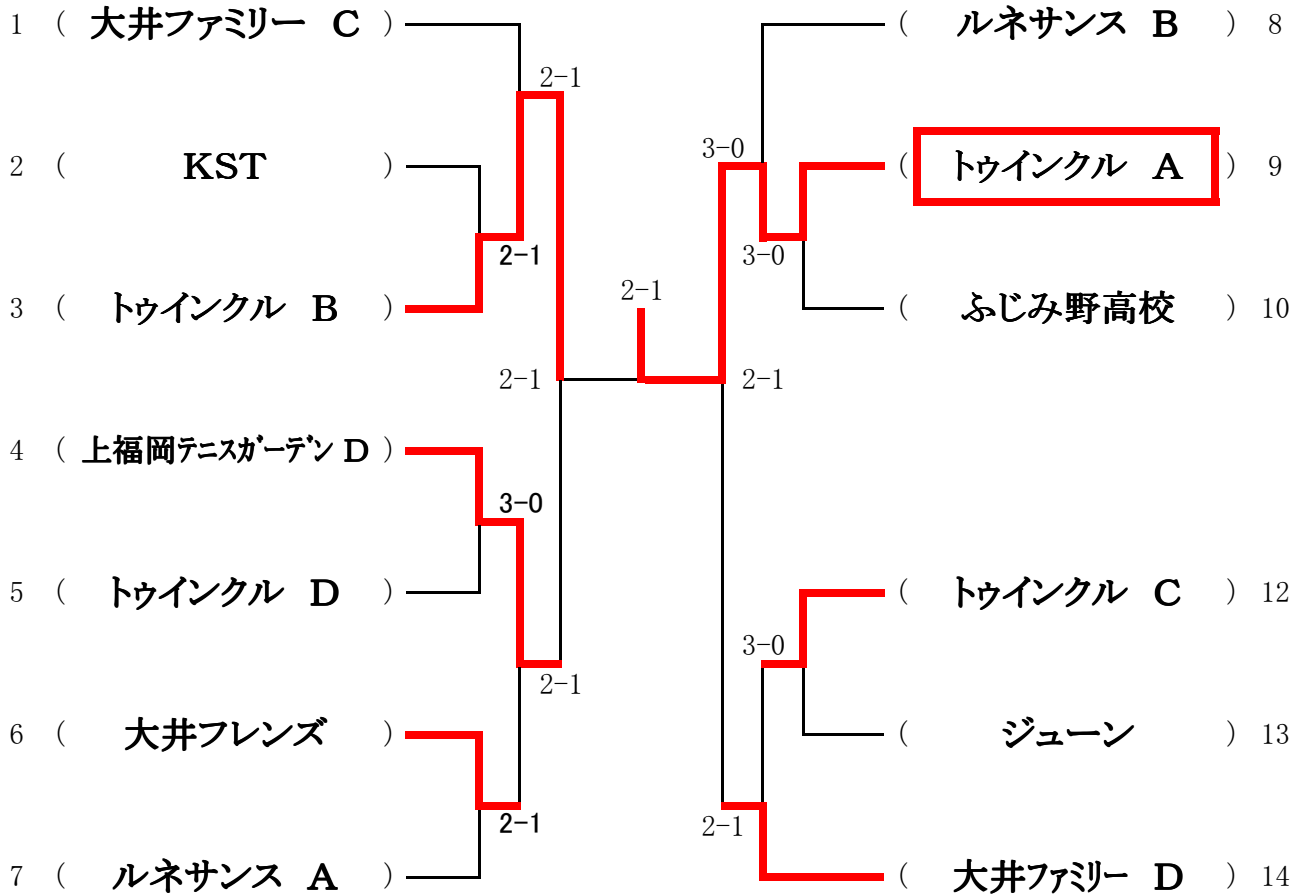 1 ( 大井ファミリー C )
ルネサンス B ) 8
2-1
3-0
2 ( KST )
( トゥインクル A ) 9
2-1
3-0
2-1
3 ( トゥインクル B )
( ふじみ野高校 ) 10
2-1
2-1
4 ( 上福岡テニスガーデン D )
3-0
5 ( トゥインクル D )
( トゥインクル C ) 12
3-0
2-1
6 ( 大井フレンズ )
( ジューン ) 13
2-1
2-1
7 ( ルネサンス A )
( 大井ファミリー D ) 14